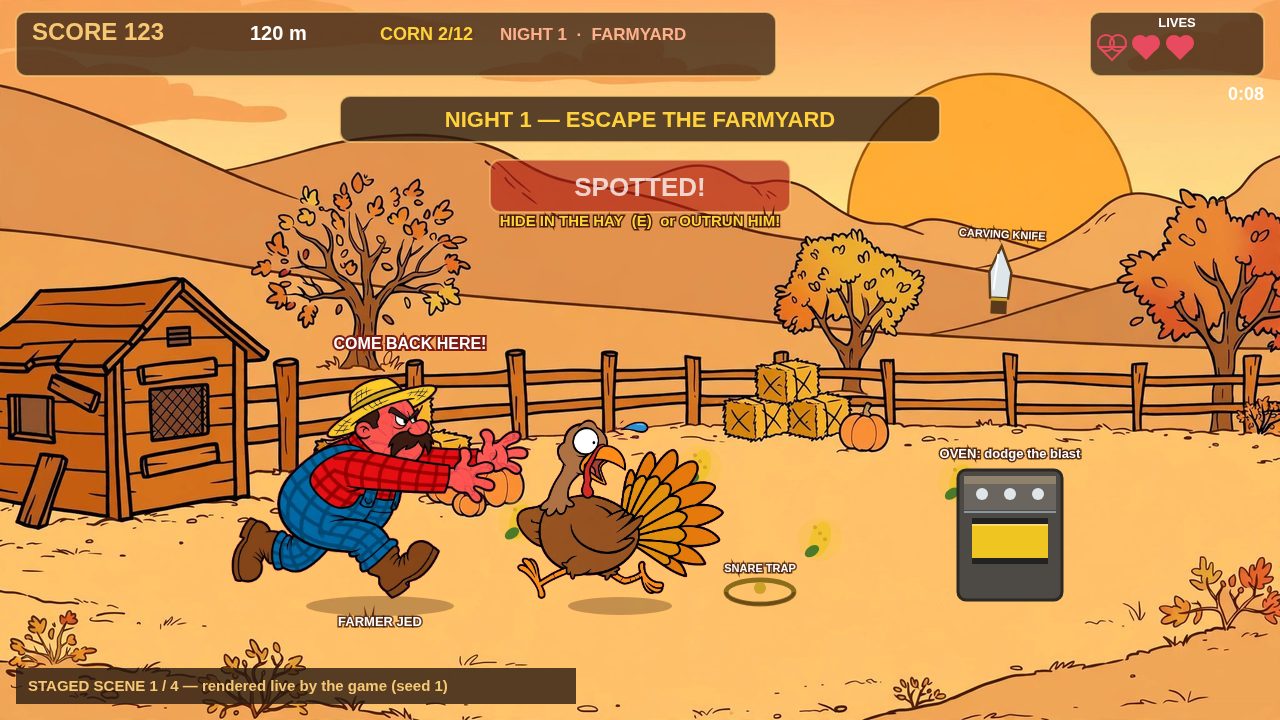 SCORE 123
120 m
CORN 2/12
NIGHT 1 · FARMYARD
LIVES
0:08
NIGHT 1 — ESCAPE THE FARMYARD
SPOTTED!
HIDE IN THE HAY (E) or OUTRUN HIM!
CARVING KNIFE
COME BACK HERE!
OVEN: dodge the blast
SNARE TRAP
FARMER JED
STAGED SCENE 1 / 4 — rendered live by the game (seed 1)